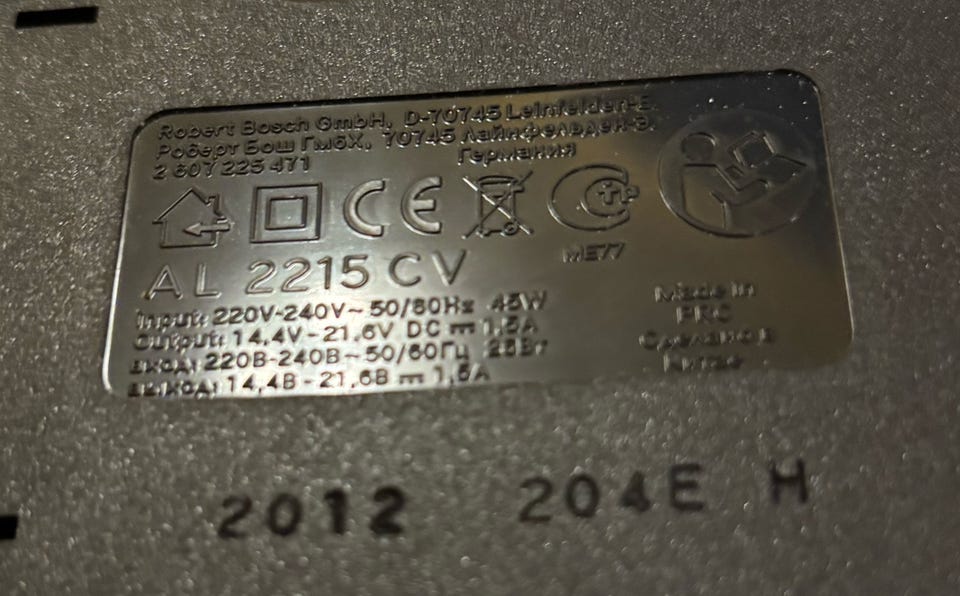 Robert Bosch GmbH, D-70745 Leinfelden-E.
Роберт Бош ГмбХ, 70745 Лайнфельден-Э.
2 607 225 471
Германия
CE
ME77
AL 2215 CV
Input: 220V-240V~ 50/60Hz 45W
Output: 14,4V-21,6V DC 1,5A
вход: 220В-240В~50/60Гц
выход: 14,4В-21,6В 1,5А
Made in
PRC
Сделано в
Китае
2012 204E H